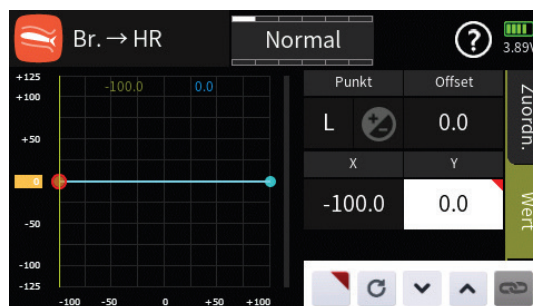 Br. → HR
Normal
?
3.89V
-100.0 0.0
+125
+100
+50
0
-50
-100
-125
-100 -50 0 +50 +100
Punkt Offset
L 0.0
X Y
-100.0 0.0
Zuordn.
Wert